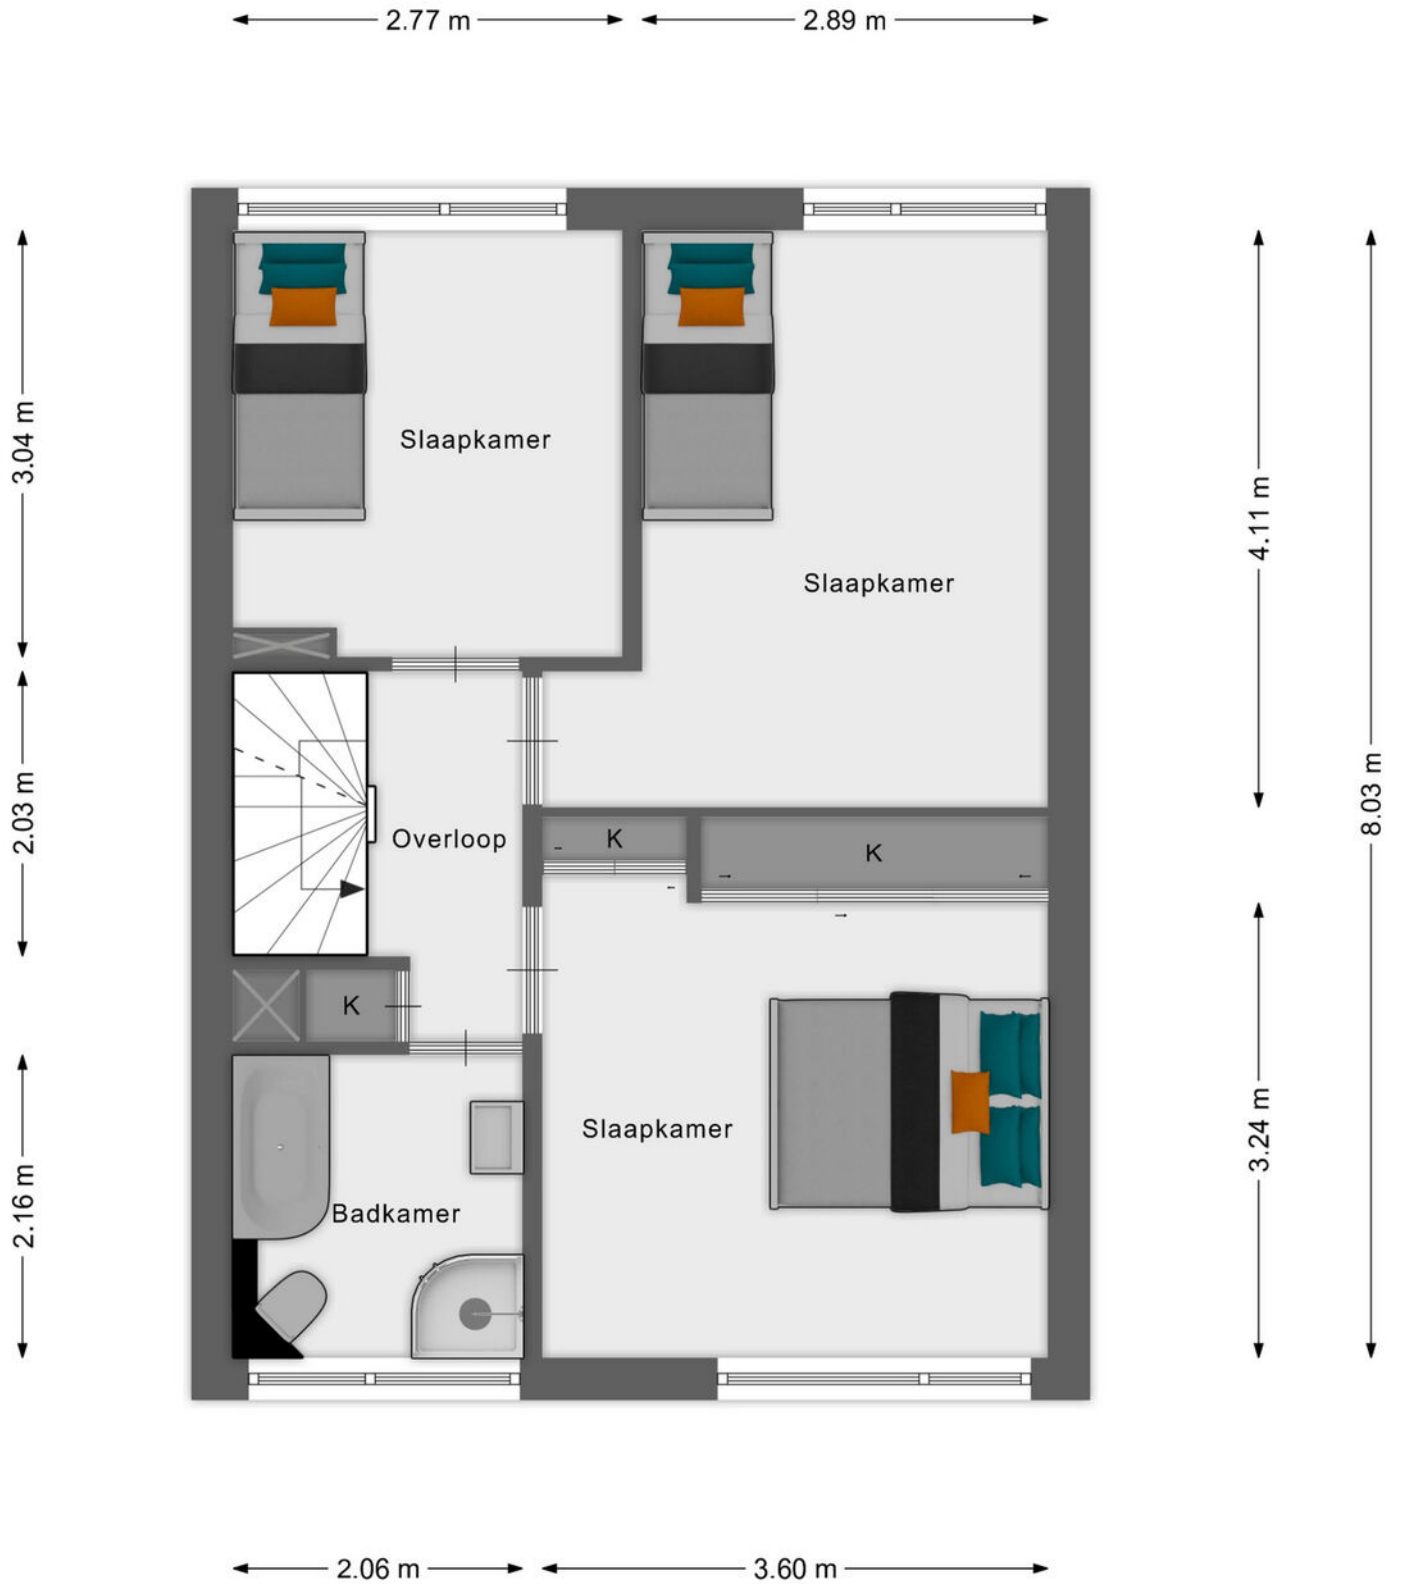 2.77 m
2.89 m
3.04 m
2.03 m
2.16 m
Slaapkamer
Slaapkamer
Overloop
K
K
K
Slaapkamer
Badkamer
4.11 m
3.24 m
8.03 m
2.06 m
3.60 m